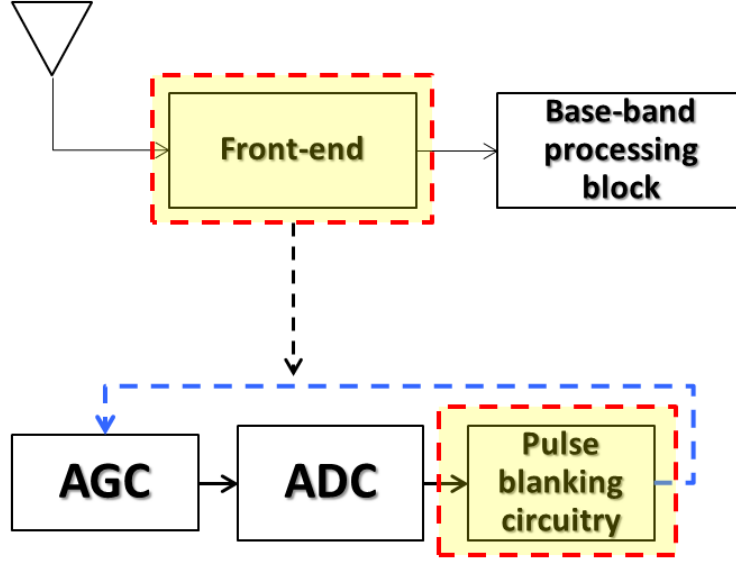 Front-end
Base-band
processing
block
AGC
ADC
Pulse
blanking
circuitry